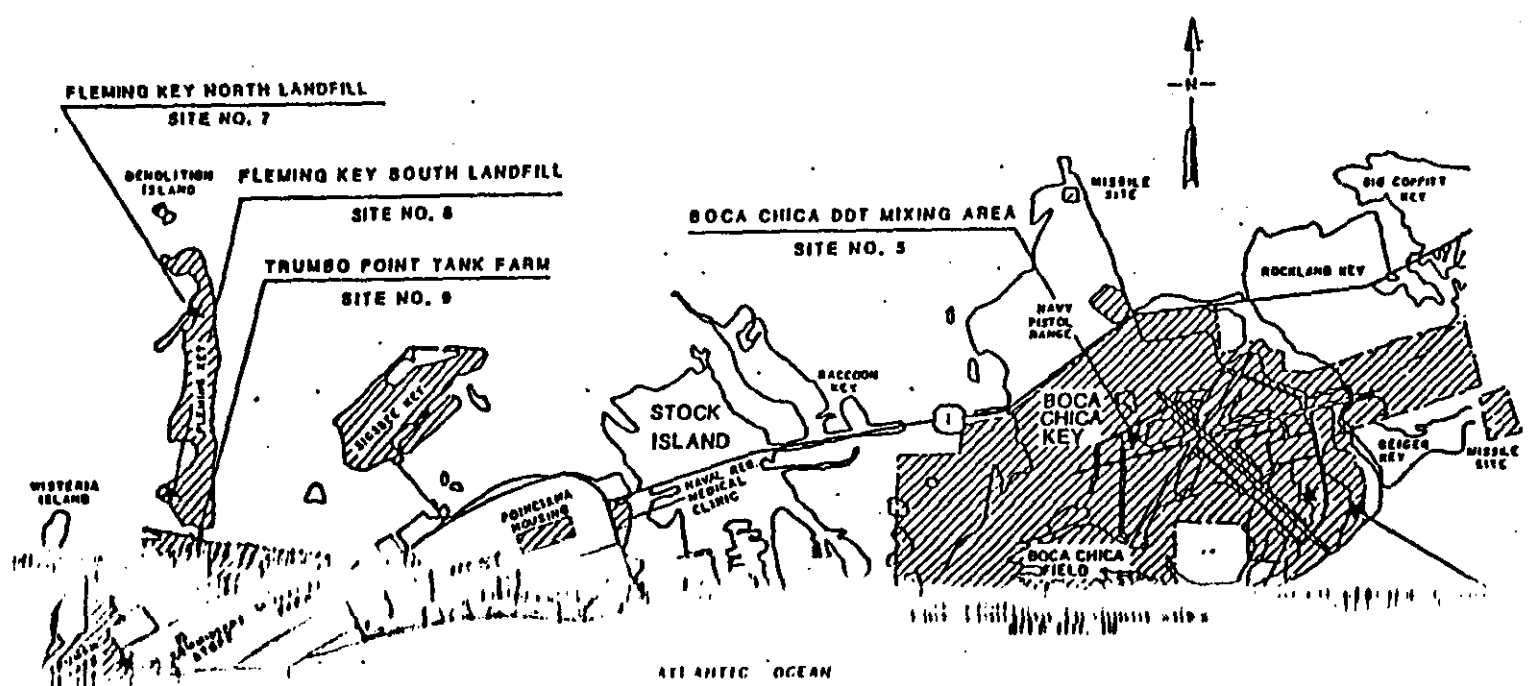 FLEMING KEY NORTH LANDFILL
SITE NO. 7
DEMOLITION
ISLAND
FLEMING KEY SOUTH LANDFILL
SITE NO. 8
TRUMBO POINT TANK FARM
SITE NO. 9
FLEMING KEY
SIGSBEE KEY
WISTERIA
ISLAND
N
MISSILE
SITE
BIG COPPITT
KEY
BOCA CHICA DDT MIXING AREA
SITE NO. 5
ROCKLAND KEY
NAVY
PISTOL
RANGE
RACCOON
KEY
STOCK
ISLAND
1
BOCA
CHICA
KEY
GEIGER
KEY
MISSILE
SITE
NAVAL REG.
MEDICAL
CLINIC
POINCIANA
HOUSING
BOCA CHICA
FIELD
WEST
ATLANTIC OCEAN